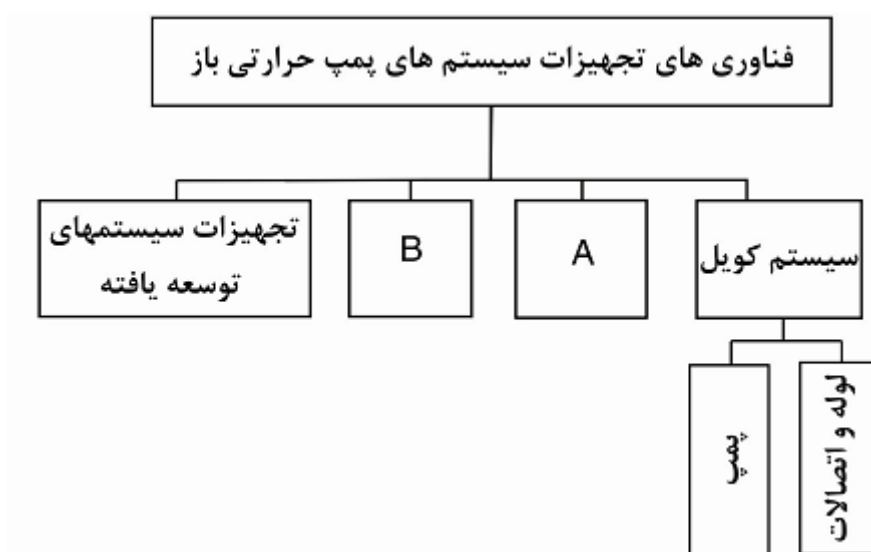 فناوری های تجهیزات سیستم های پمپ حرارتی باز
سیستم کویل
A
B
تجهیزات سیستمهای
توسعه یافته
لوله و اتصالات
پمپ